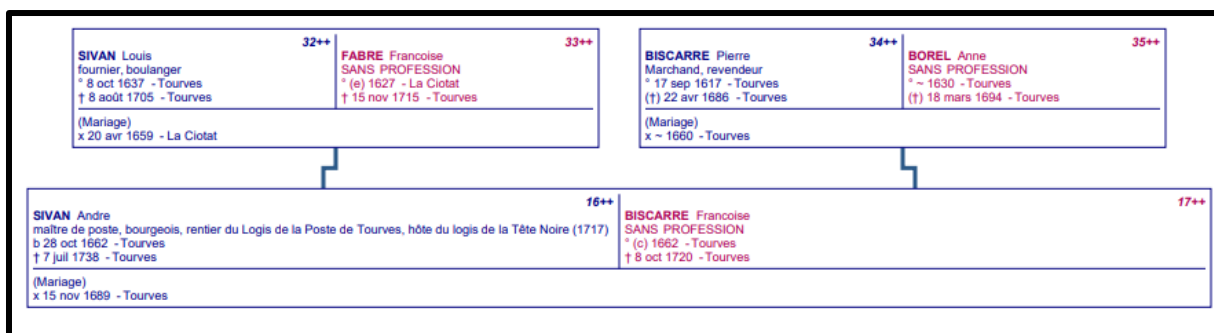 32++
SIVAN Louis
fournier, boulanger
° 8 oct 1637 - Tourves
† 8 août 1705 - Tourves
33++
FABRE Francoise
SANS PROFESSION
° (e) 1627 - La Ciotat
† 15 nov 1715 - Tourves
(Mariage)
x 20 avr 1659 - La Ciotat
34++
BISCARRE Pierre
Marchand, revendeur
° 17 sep 1617 - Tourves
(†) 22 avr 1686 - Tourves
35++
BOREL Anne
SANS PROFESSION
° ~ 1630 - Tourves
(†) 18 mars 1694 - Tourves
(Mariage)
x ~ 1660 - Tourves
16++
SIVAN Andre
maître de poste, bourgeois, rentier du Logis de la Poste de Tourves, hôte du logis de la Tête Noire (1717)
b 28 oct 1662 - Tourves
† 7 juil 1738 - Tourves
17++
BISCARRE Francoise
SANS PROFESSION
° (c) 1662 - Tourves
† 8 oct 1720 - Tourves
(Mariage)
x 15 nov 1689 - Tourves